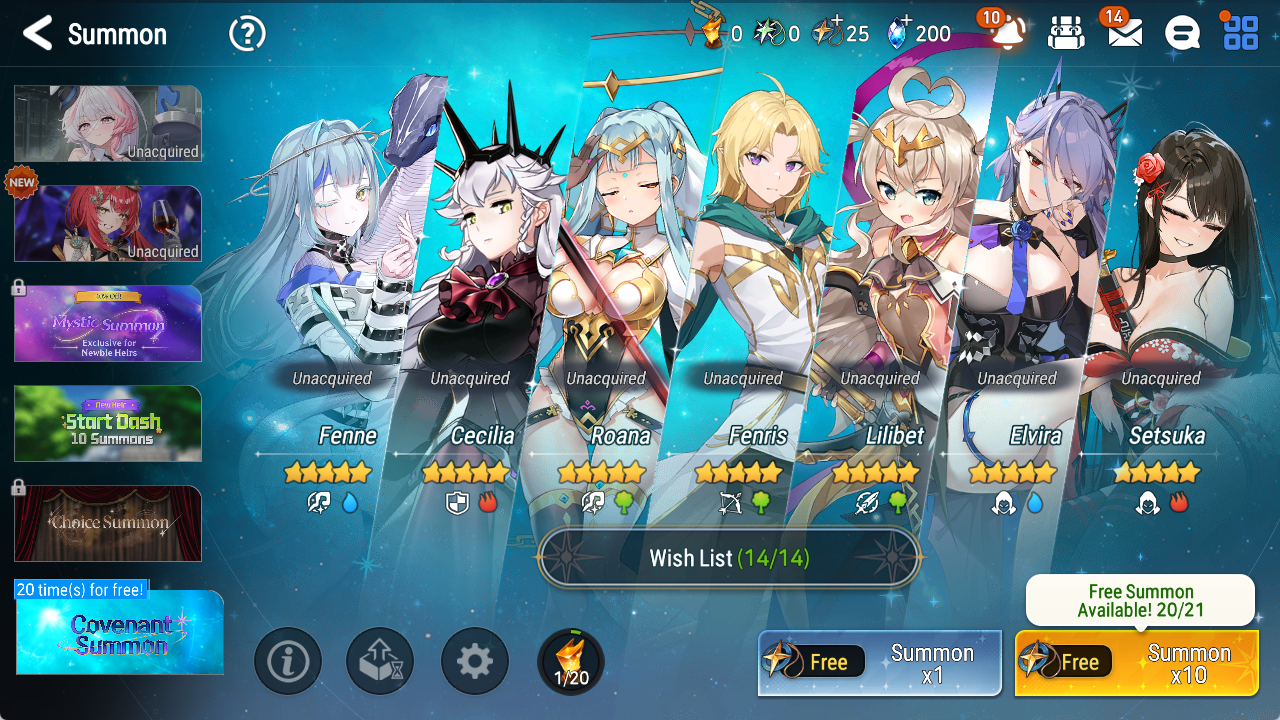 Summon
?
0
0
25
200
10
14
Unacquired
NEW
Unacquired
Mystic Summon
Exclusive for
Newbie Heirs
New Heir
Start Dash
10 Summons
Choice Summon
20 time(s) for free!
Covenant
Summon
Unacquired
Unacquired
Unacquired
Unacquired
Unacquired
Unacquired
Unacquired
Fenne
Cecilia
Roana
Fenris
Lilibet
Elvira
Setsuka
Wish List (14/14)
1/20
Free Summon
Available! 20/21
Free
Summon
x1
Free
Summon
x10